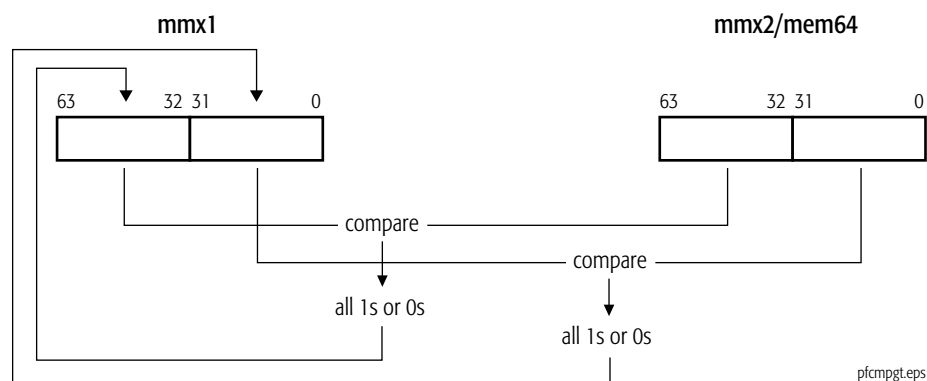 mmx1 mmx2/mem64
63 32 31 0 63 32 31 0
compare
compare
all 1s or 0s
all 1s or 0s
pfcmpgt.eps